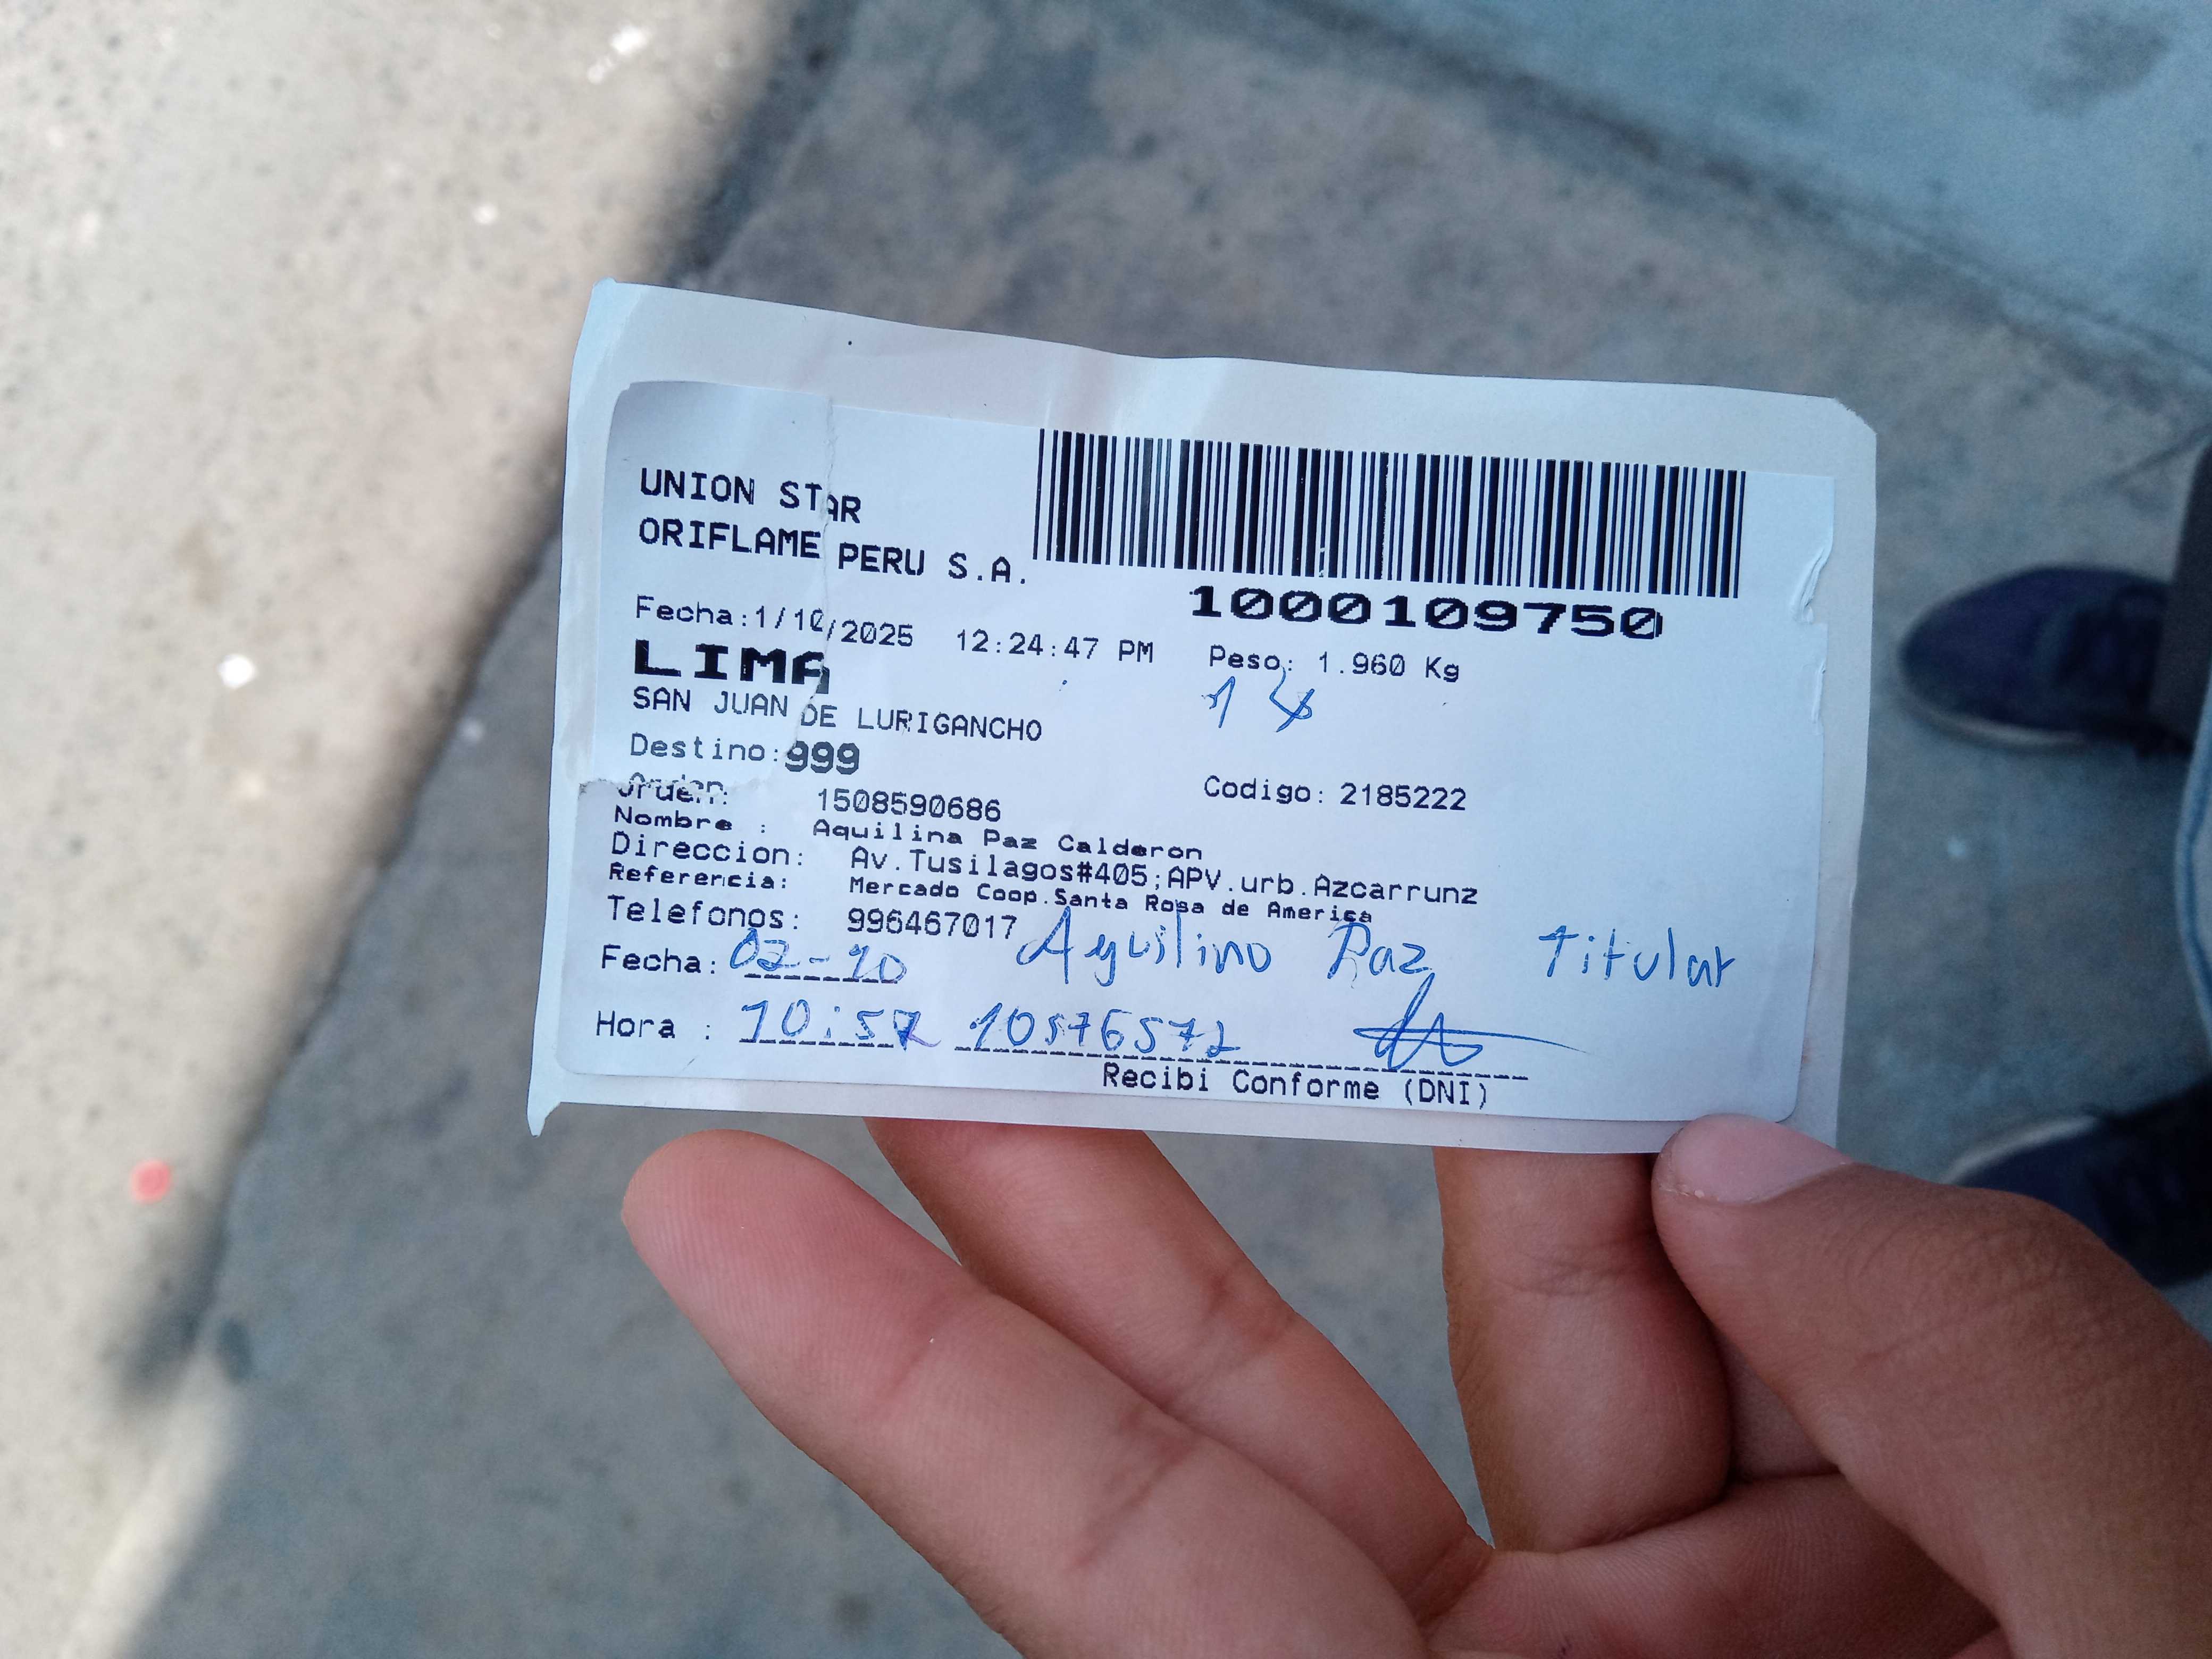 UNION STAR
ORIFLAME PERU S.A.
1000109750
Fecha:1/10/2025 12:24:47 PM Peso: 1.960 Kg
LIMA
SAN JUAN DE LURIGANCHO
Destino:999
Orden: 1508590686 Codigo: 2185222
Nombre : Aquilina Paz Calderon
Direccion: Av.Tusilagos#405;APV.urb.Azcarrunz
Referencia: Mercado Coop.Santa Rosa de America
Telefonos: 996467017
Fecha: 02-10 Aquilino Paz Titular
Hora : 10:57 10576572
Recibi Conforme (DNI)